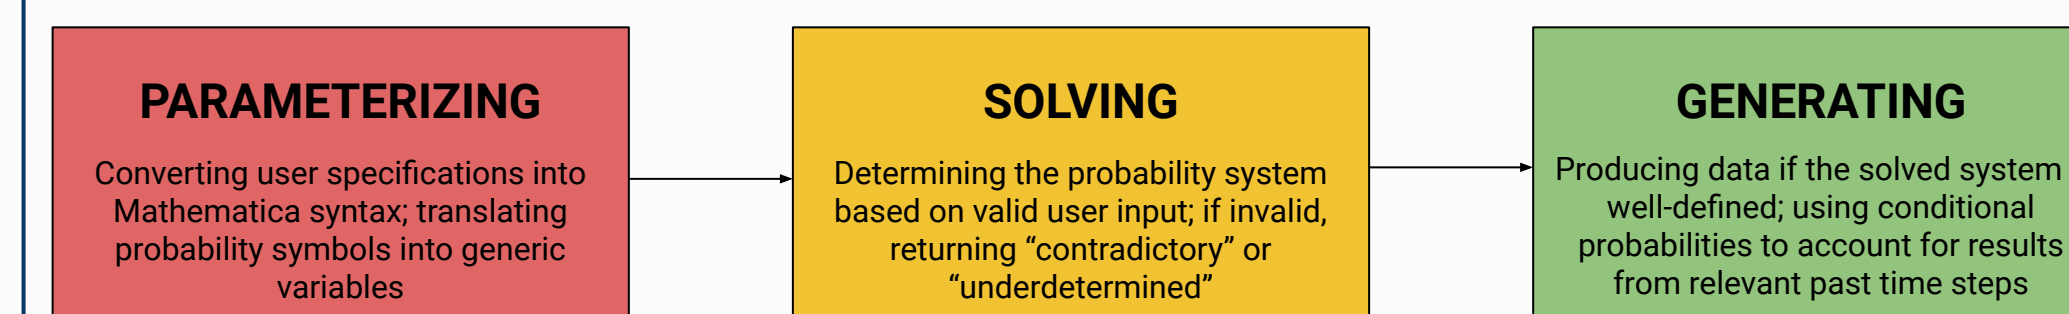 PARAMETERIZING
Converting user specifications into
Mathematica syntax; translating
probability symbols into generic
variables
SOLVING
Determining the probability system
based on valid user input; if invalid,
returning “contradictory” or
“underdetermined”
GENERATING
Producing data if the solved system
well-defined; using conditional
probabilities to account for results
from relevant past time steps